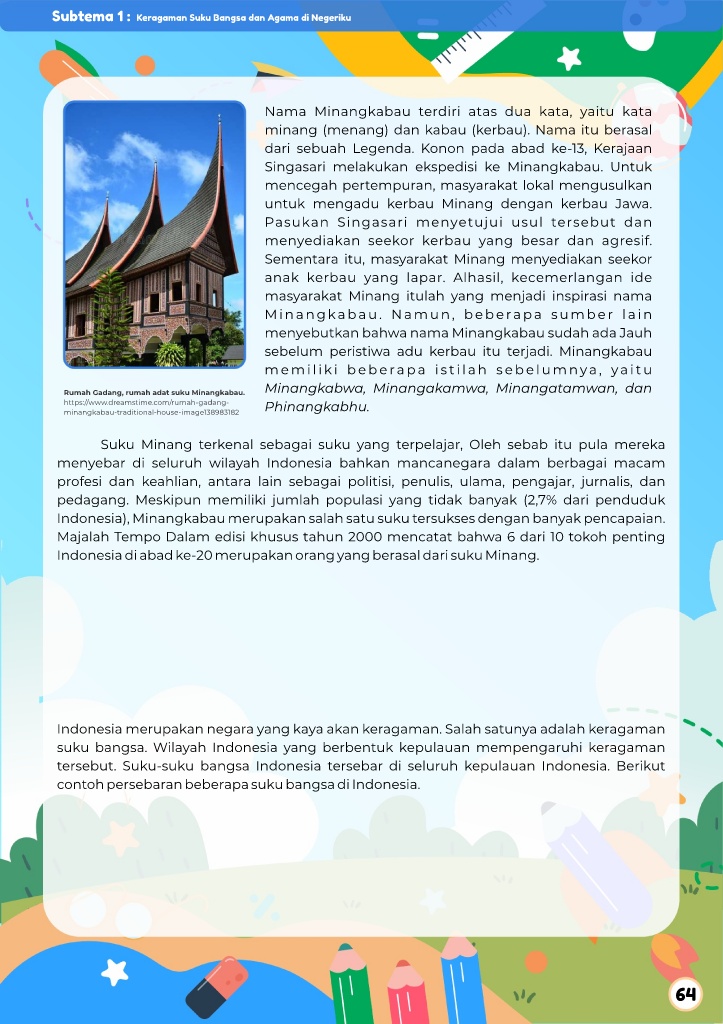 Subtema 1 : Keragaman Suku Bangsa dan Agama di Negeriku
Nama Minangkabau terdiri atas dua kata, yaitu kata
minang (menang) dan kabau (kerbau). Nama itu berasal
dari sebuah Legenda. Konon pada abad ke-13, Kerajaan
Singasari melakukan ekspedisi ke Minangkabau. Untuk
mencegah pertempuran, masyarakat lokal mengusulkan
untuk mengadu kerbau Minang dengan kerbau Jawa.
Pasukan Singasari menyetujui usul tersebut dan
menyediakan seekor kerbau yang besar dan agresif.
Sementara itu, masyarakat Minang menyediakan seekor
anak kerbau yang lapar. Alhasil, kecemerlangan ide
masyarakat Minang itulah yang menjadi inspirasi nama
Minangkabau. Namun, beberapa sumber lain
menyebutkan bahwa nama Minangkabau sudah ada Jauh
sebelum peristiwa adu kerbau itu terjadi. Minangkabau
memiliki beberapa istilah sebelumnya, yaitu
Minangkabwa, Minangakamwa, Minangatamwan, dan
Phinangkabhu.
Rumah Gadang, rumah adat suku Minangkabau.
https://www.dreamstime.com/rumah-gadang-
minangkabau-traditional-house-image138983182
Suku Minang terkenal sebagai suku yang terpelajar, Oleh sebab itu pula mereka
menyebar di seluruh wilayah Indonesia bahkan mancanegara dalam berbagai macam
profesi dan keahlian, antara lain sebagai politisi, penulis, ulama, pengajar, jurnalis, dan
pedagang. Meskipun memiliki jumlah populasi yang tidak banyak (2,7% dari penduduk
Indonesia), Minangkabau merupakan salah satu suku tersukses dengan banyak pencapaian.
Majalah Tempo Dalam edisi khusus tahun 2000 mencatat bahwa 6 dari 10 tokoh penting
Indonesia di abad ke-20 merupakan orang yang berasal dari suku Minang.
Indonesia merupakan negara yang kaya akan keragaman. Salah satunya adalah keragaman
suku bangsa. Wilayah Indonesia yang berbentuk kepulauan mempengaruhi keragaman
tersebut. Suku-suku bangsa Indonesia tersebar di seluruh kepulauan Indonesia. Berikut
contoh persebaran beberapa suku bangsa di Indonesia.
64